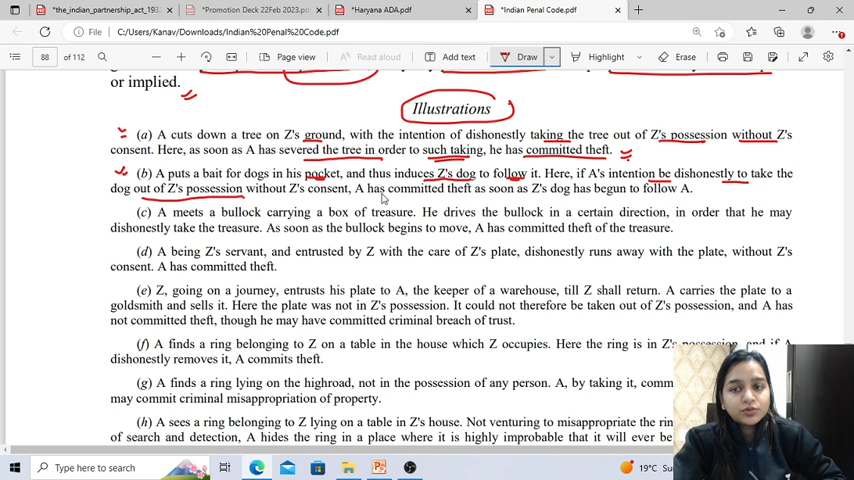 *the_indian_partnership_act_193
*Promotion Deck 22Feb 2023.pdf
*Haryana ADA.pdf
*Indian Penal Code.pdf
File
C:/Users/Kanav/Downloads/Indian%20Penal%20Code.pdf
88 of 112
Page view
Read aloud
Add text
Draw
Highlight
Erase
or implied.
Illustrations
(a) A cuts down a tree on Z's ground, with the intention of dishonestly taking the tree out of Z's possession without Z's
consent. Here, as soon as A has severed the tree in order to such taking, he has committed theft.
(b) A puts a bait for dogs in his pocket, and thus induces Z's dog to follow it. Here, if A's intention be dishonestly to take the
dog out of Z's possession without Z's consent, A has committed theft as soon as Z's dog has begun to follow A.
(c) A meets a bullock carrying a box of treasure. He drives the bullock in a certain direction, in order that he may
dishonestly take the treasure. As soon as the bullock begins to move, A has committed theft of the treasure.
(d) A being Z's servant, and entrusted by Z with the care of Z's plate, dishonestly runs away with the plate, without Z's
consent. A has committed theft.
(e) Z, going on a journey, entrusts his plate to A, the keeper of a warehouse, till Z shall return. A carries the plate to a
goldsmith and sells it. Here the plate was not in Z's possession. It could not therefore be taken out of Z's possession, and A has
not committed theft, though he may have committed criminal breach of trust.
(f) A finds a ring belonging to Z on a table in the house which Z occupies. Here the ring is in Z's possession, and if A
dishonestly removes it, A commits theft.
(g) A finds a ring lying on the highroad, not in the possession of any person. A, by taking it, comm
may commit criminal misappropriation of property.
(h) A sees a ring belonging to Z lying on a table in Z's house. Not venturing to misappropriate the rin
of search and detection, A hides the ring in a place where it is highly improbable that it will ever be
Type here to search
19°C Su